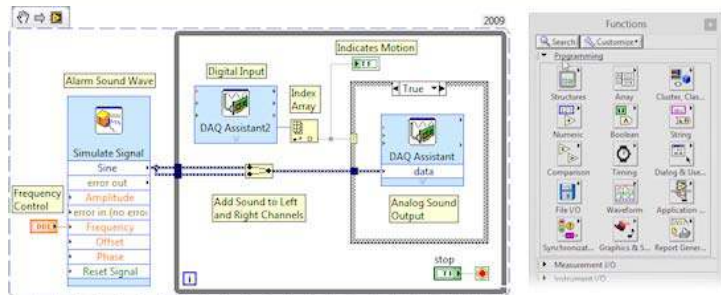 2009
Indicates Motion
Digital Input
Index
Array
DAQ Assistant2
True
Alarm Sound Wave
Simulate Signal
Sine
error out
Amplitude
error in (no error
Frequency
Offset
Phase
Reset Signal
Frequency
Control
DBL
Add Sound to Left
and Right Channels
DAQ Assistant
data
Analog Sound
Output
stop
i
Functions
Search
Customize
Programming
Structures
Array
Cluster, Clas...
Numeric
Boolean
String
Comparison
Timing
Dialog & Use...
File I/O
Waveform
Application ...
Synchronizat...
Graphics & S...
Report Gener...
Measurement I/O
Instrument I/O